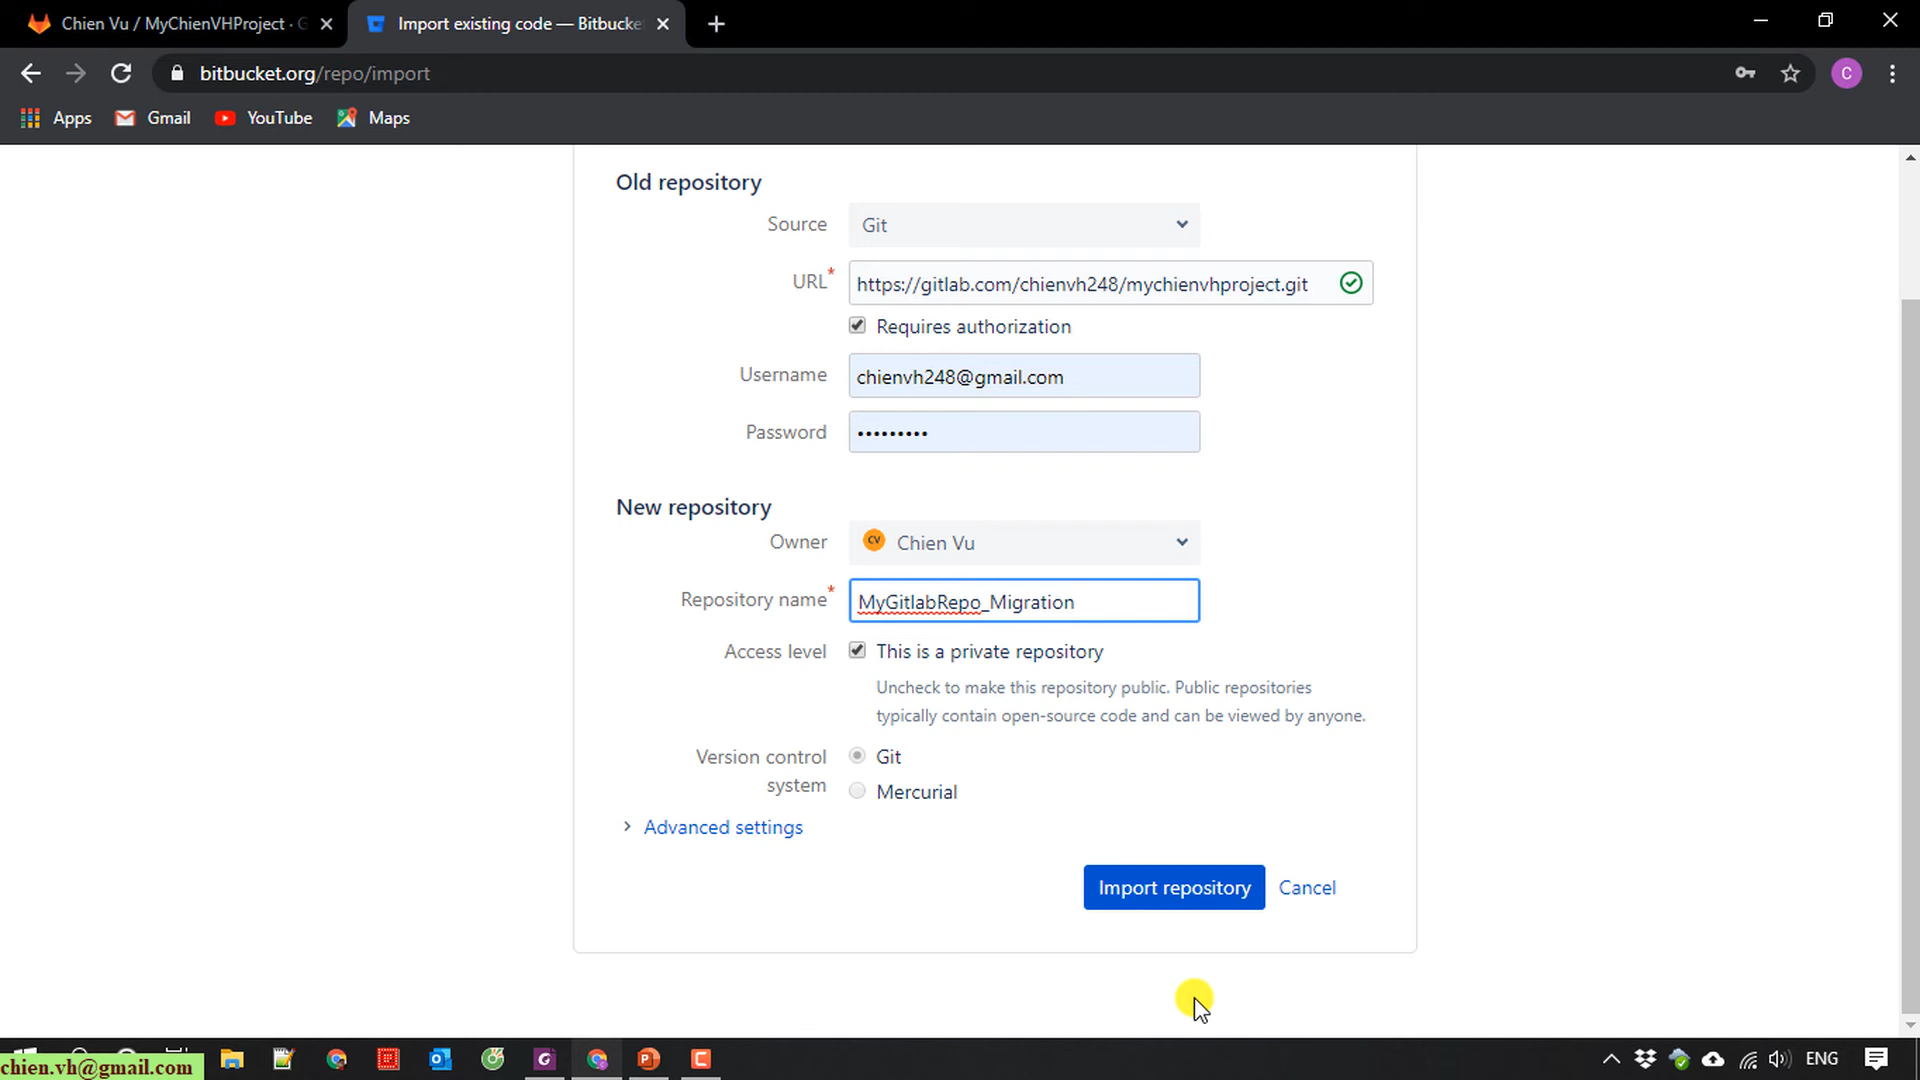 Chien Vu / MyChienVHProject · G
Import existing code — Bitbucke
bitbucket.org/repo/import
C
Apps
Gmail
YouTube
Maps
Old repository
Source
Git
URL*
https://gitlab.com/chienvh248/mychienvhproject.git
Requires authorization
Username
chienvh248@gmail.com
Password
•••••••••
New repository
Owner
CV
Chien Vu
Repository name*
MyGitlabRepo_Migration
Access level
This is a private repository
Uncheck to make this repository public. Public repositories
typically contain open-source code and can be viewed by anyone.
Version control
system
Git
Mercurial
Advanced settings
Import repository
Cancel
chien.vh@gmail.com
ENG